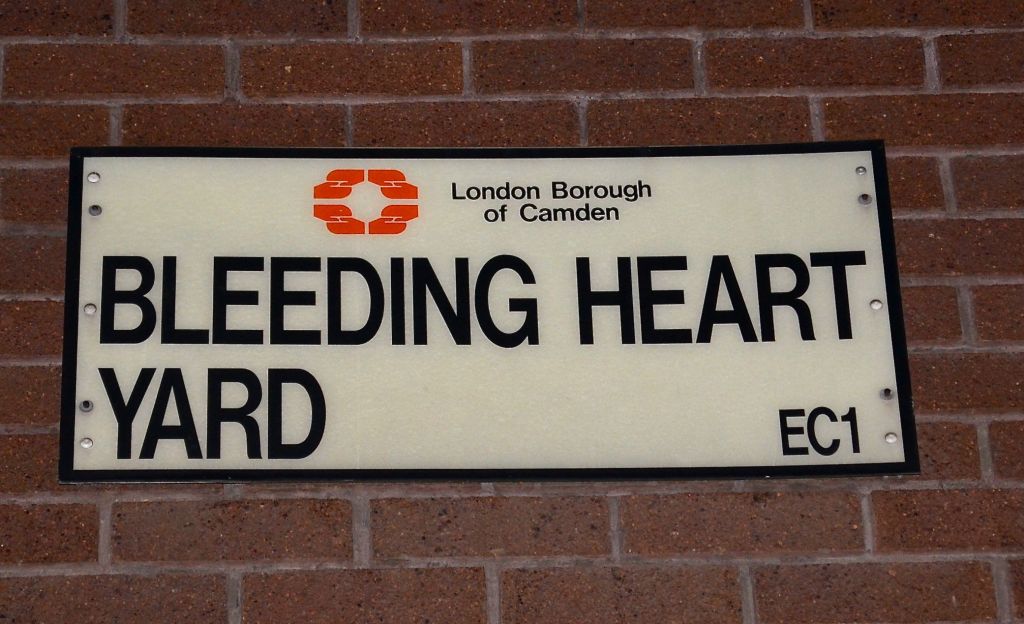 London Borough
of Camden
BLEEDING HEART
YARD
EC1